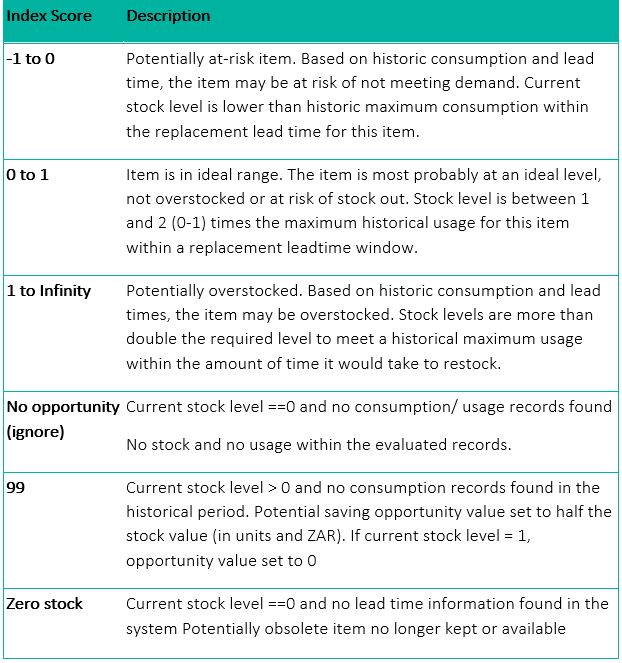 Index Score Description
-1 to 0 Potentially at-risk item. Based on historic consumption and lead
time, the item may be at risk of not meeting demand. Current
stock level is lower than historic maximum consumption within
the replacement lead time for this item.
0 to 1 Item is in ideal range. The item is most probably at an ideal level,
not overstocked or at risk of stock out. Stock level is between 1
and 2 (0-1) times the maximum historical usage for this item
within a replacement leadtime window.
1 to Infinity Potentially overstocked. Based on historic consumption and lead
times, the item may be overstocked. Stock levels are more than
double the required level to meet a historical maximum usage
within the amount of time it would take to restock.
No opportunity Current stock level ==0 and no consumption/ usage records found
(ignore)
No stock and no usage within the evaluated records.
99 Current stock level > 0 and no consumption records found in the
historical period. Potential saving opportunity value set to half the
stock value (in units and ZAR). If current stock level = 1,
opportunity value set to 0
Zero stock Current stock level ==0 and no lead time information found in the
system Potentially obsolete item no longer kept or available